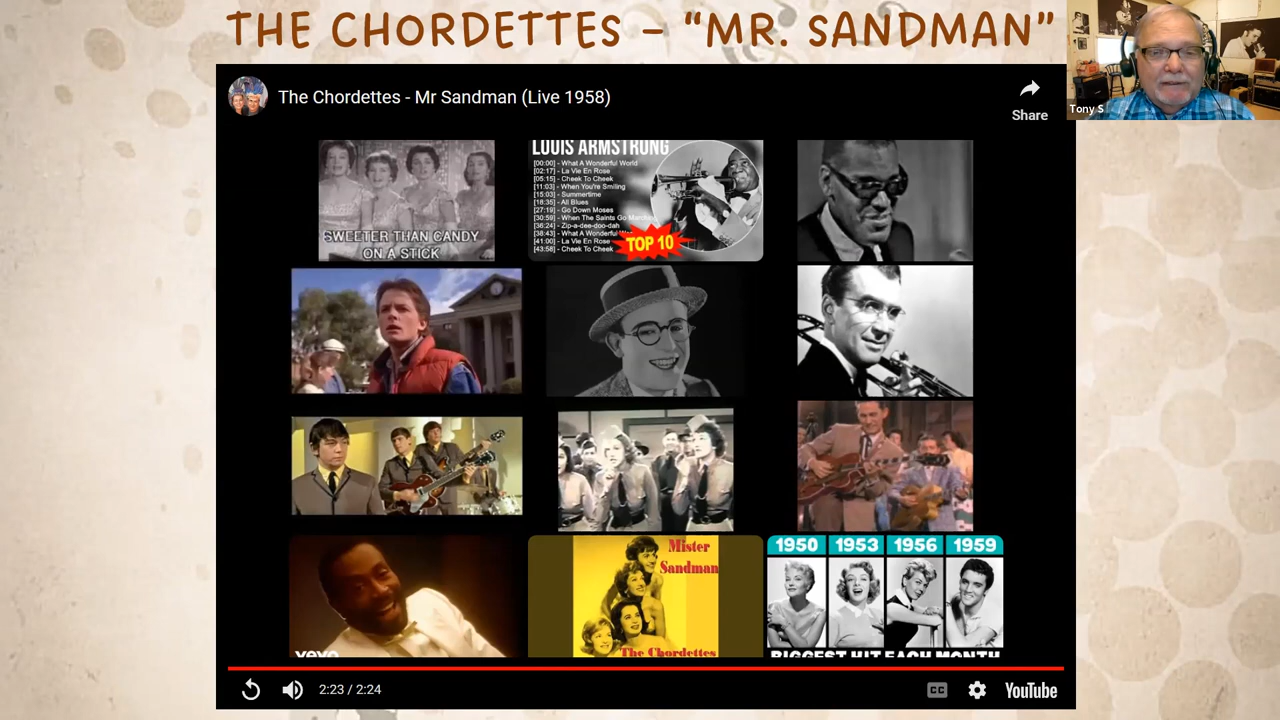 THE CHORDETTES – “MR. SANDMAN”
Tony S
The Chordettes - Mr Sandman (Live 1958)
Share
SWEETER THAN CANDY
ON A STICK
LOUIS ARMSTRONG
[00:00] - What A Wonderful World
[02:17] - La Vie En Rose
[05:15] - Cheek To Cheek
[11:03] - When You're Smiling
[15:03] - Summertime
[18:35] - All Blues
[27:19] - Go Down Moses
[30:59] - When The Saints Go Marching
[36:24] - Zip-a-dee-doo-dah
[38:43] - What A Wonderful
[41:00] - La Vie En Rose
[43:58] - Cheek To Cheek
TOP 10
vevo
Mister
Sandman
The Chordettes
1950 1953 1956 1959
BIGGEST HIT EACH MONTH
2:23 / 2:24
CC
YouTube